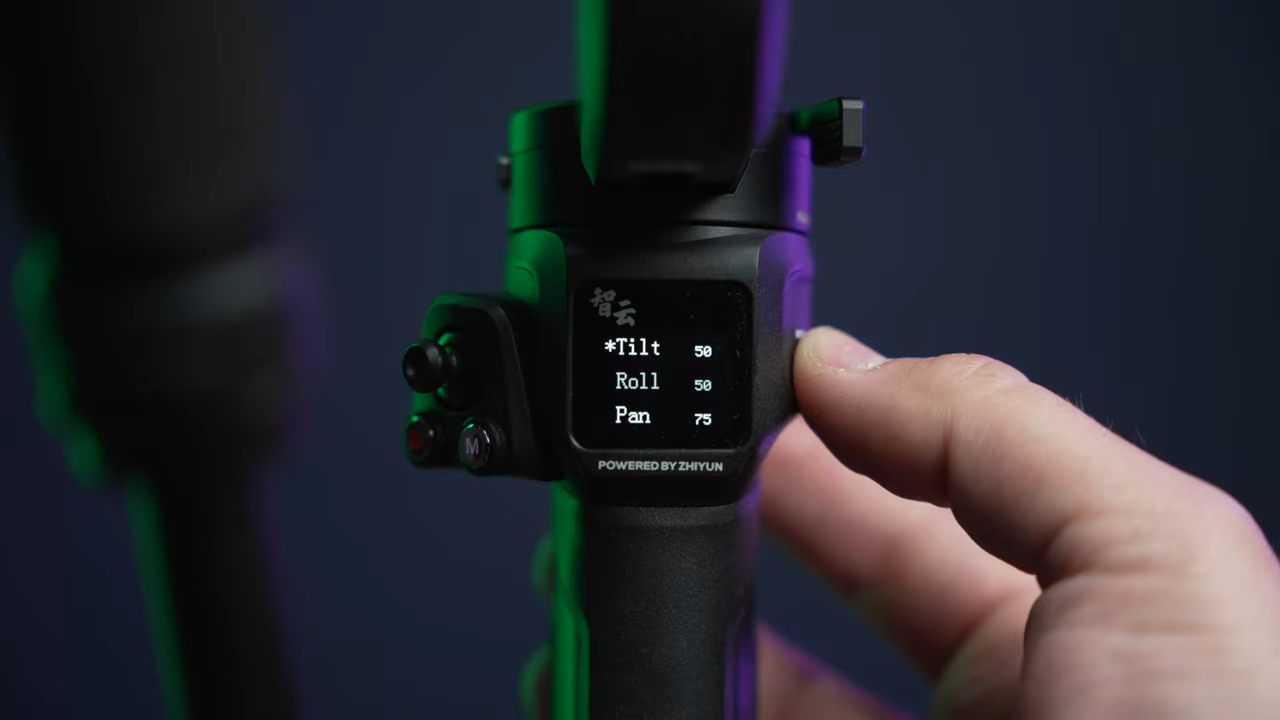 智云
*Tilt 50
Roll 50
Pan 75
POWERED BY ZHIYUN
M